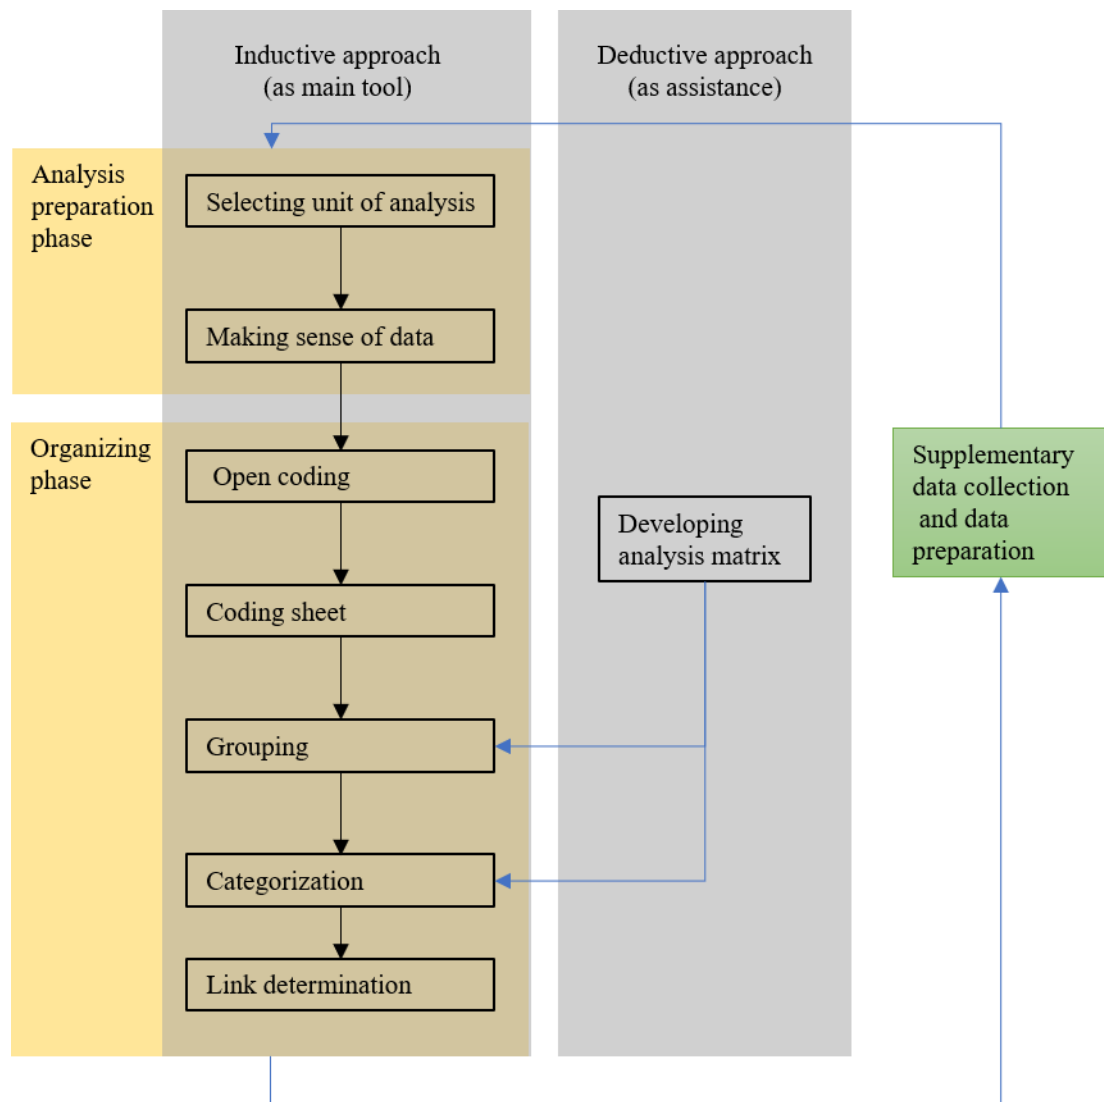 Inductive approach
(as main tool)
Deductive approach
(as assistance)
Analysis
preparation
phase
Selecting unit of analysis
Making sense of data
Organizing
phase
Open coding
Coding sheet
Grouping
Categorization
Link determination
Developing
analysis matrix
Supplementary
data collection
and data
preparation